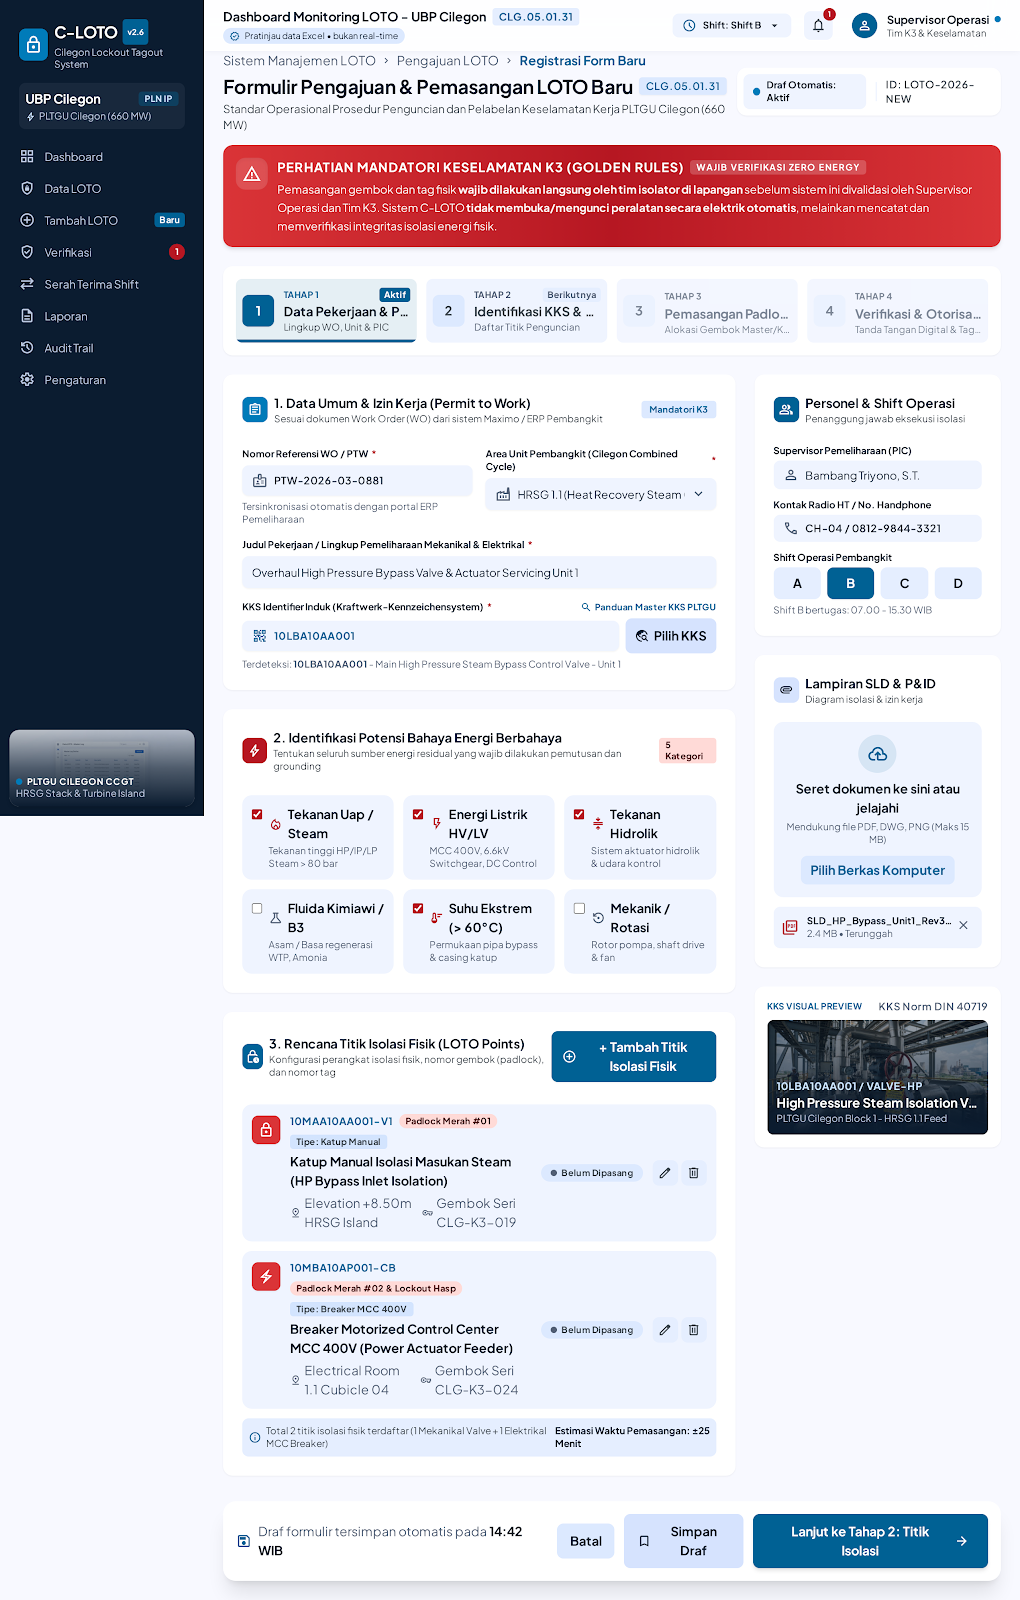 C-LOTO v2.6
Cilegon Lockout Tagout
System
UBP Cilegon PLN IP
PLTGU Cilegon (660 MW)
Dashboard
Data LOTO
Tambah LOTO Baru
Verifikasi 1
Serah Terima Shift
Laporan
Audit Trail
Pengaturan
PLTGU CILEGON CCGT
HRSG Stack & Turbine Island
Dashboard Monitoring LOTO – UBP Cilegon CLG.05.01.31
Pratinjau data Excel • bukan real-time
Shift: Shift B
1
Supervisor Operasi
Tim K3 & Keselamatan
Sistem Manajemen LOTO › Pengajuan LOTO › Registrasi Form Baru
Formulir Pengajuan & Pemasangan LOTO Baru CLG.05.01.31
Standar Operasional Prosedur Penguncian dan Pelabelan Keselamatan Kerja PLTGU Cilegon (660
MW)
Draf Otomatis:
Aktif
ID: LOTO-2026-
NEW
PERHATIAN MANDATORI KESELAMATAN K3 (GOLDEN RULES) WAJIB VERIFIKASI ZERO ENERGY
Pemasangan gembok dan tag fisik wajib dilakukan langsung oleh tim isolator di lapangan sebelum sistem ini divalidasi oleh Supervisor
Operasi dan Tim K3. Sistem C-LOTO tidak membuka/mengunci peralatan secara elektrik otomatis, melainkan mencatat dan
memverifikasi integritas isolasi energi fisik.
1
TAHAP 1 Aktif
Data Pekerjaan & P...
Lingkup WO, Unit & PIC
2
TAHAP 2 Berikutnya
Identifikasi KKS & ...
Daftar Titik Penguncian
3
TAHAP 3
Pemasangan Padlo...
Alokasi Gembok Master/K...
4
TAHAP 4
Verifikasi & Otorisa...
Tanda Tangan Digital & Tag...
1. Data Umum & Izin Kerja (Permit to Work)
Sesuai dokumen Work Order (WO) dari sistem Maximo / ERP Pembangkit
Mandatori K3
Nomor Referensi WO / PTW *
PTW-2026-03-0881
Tersinkronisasi otomatis dengan portal ERP
Pemeliharaan
Area Unit Pembangkit (Cilegon Combined
Cycle) *
HRSG 1.1 (Heat Recovery Steam
Judul Pekerjaan / Lingkup Pemeliharaan Mekanikal & Elektrikal *
Overhaul High Pressure Bypass Valve & Actuator Servicing Unit 1
KKS Identifier Induk (Kraftwerk-Kennzeichensystem) *
Panduan Master KKS PLTGU
10LBA10AA001
Pilih KKS
Terdeteksi: 10LBA10AA001 - Main High Pressure Steam Bypass Control Valve - Unit 1
2. Identifikasi Potensi Bahaya Energi Berbahaya
Tentukan seluruh sumber energi residual yang wajib dilakukan pemutusan dan
grounding
5
Kategori
Tekanan Uap /
Steam
Tekanan tinggi HP/IP/LP
Steam > 80 bar
Energi Listrik
HV/LV
MCC 400V, 6.6kV
Switchgear, DC Control
Tekanan
Hidrolik
Sistem aktuator hidrolik
& udara kontrol
Fluida Kimiawi /
B3
Asam / Basa regenerasi
WTP, Amonia
Suhu Ekstrem
(> 60°C)
Permukaan pipa bypass
& casing katup
Mekanik /
Rotasi
Rotor pompa, shaft drive
& fan
3. Rencana Titik Isolasi Fisik (LOTO Points)
Konfigurasi perangkat isolasi fisik, nomor gembok (padlock),
dan nomor tag
+ Tambah Titik
Isolasi Fisik
10MAA10AA001-V1 Padlock Merah #01
Tipe: Katup Manual
Katup Manual Isolasi Masukan Steam
(HP Bypass Inlet Isolation)
Elevation +8.50m
HRSG Island
Gembok Seri
CLG-K3-019
Belum Dipasang
10MBA10AP001-CB
Padlock Merah #02 & Lockout Hasp
Tipe: Breaker MCC 400V
Breaker Motorized Control Center
MCC 400V (Power Actuator Feeder)
Electrical Room
1.1 Cubicle 04
Gembok Seri
CLG-K3-024
Belum Dipasang
Total 2 titik isolasi fisik terdaftar (1 Mekanikal Valve + 1 Elektrikal
MCC Breaker)
Estimasi Waktu Pemasangan: ±25
Menit
Personel & Shift Operasi
Penanggung jawab eksekusi isolasi
Supervisor Pemeliharaan (PIC)
Bambang Triyono, S.T.
Kontak Radio HT / No. Handphone
CH-04 / 0812-9844-3321
Shift Operasi Pembangkit
A B C D
Shift B bertugas: 07.00 - 15.30 WIB
Lampiran SLD & P&ID
Diagram isolasi & izin kerja
Seret dokumen ke sini atau
jelajahi
Mendukung file PDF, DWG, PNG (Maks 15
MB)
Pilih Berkas Komputer
SLD_HP_Bypass_Unit1_Rev3...
2.4 MB • Terunggah
KKS VISUAL PREVIEW KKS Norm DIN 40719
10LBA10AA001 / VALVE-HP
High Pressure Steam Isolation V...
PLTGU Cilegon Block 1 - HRSG 1.1 Feed
Draf formulir tersimpan otomatis pada 14:42
WIB
Batal
Simpan
Draf
Lanjut ke Tahap 2: Titik
Isolasi